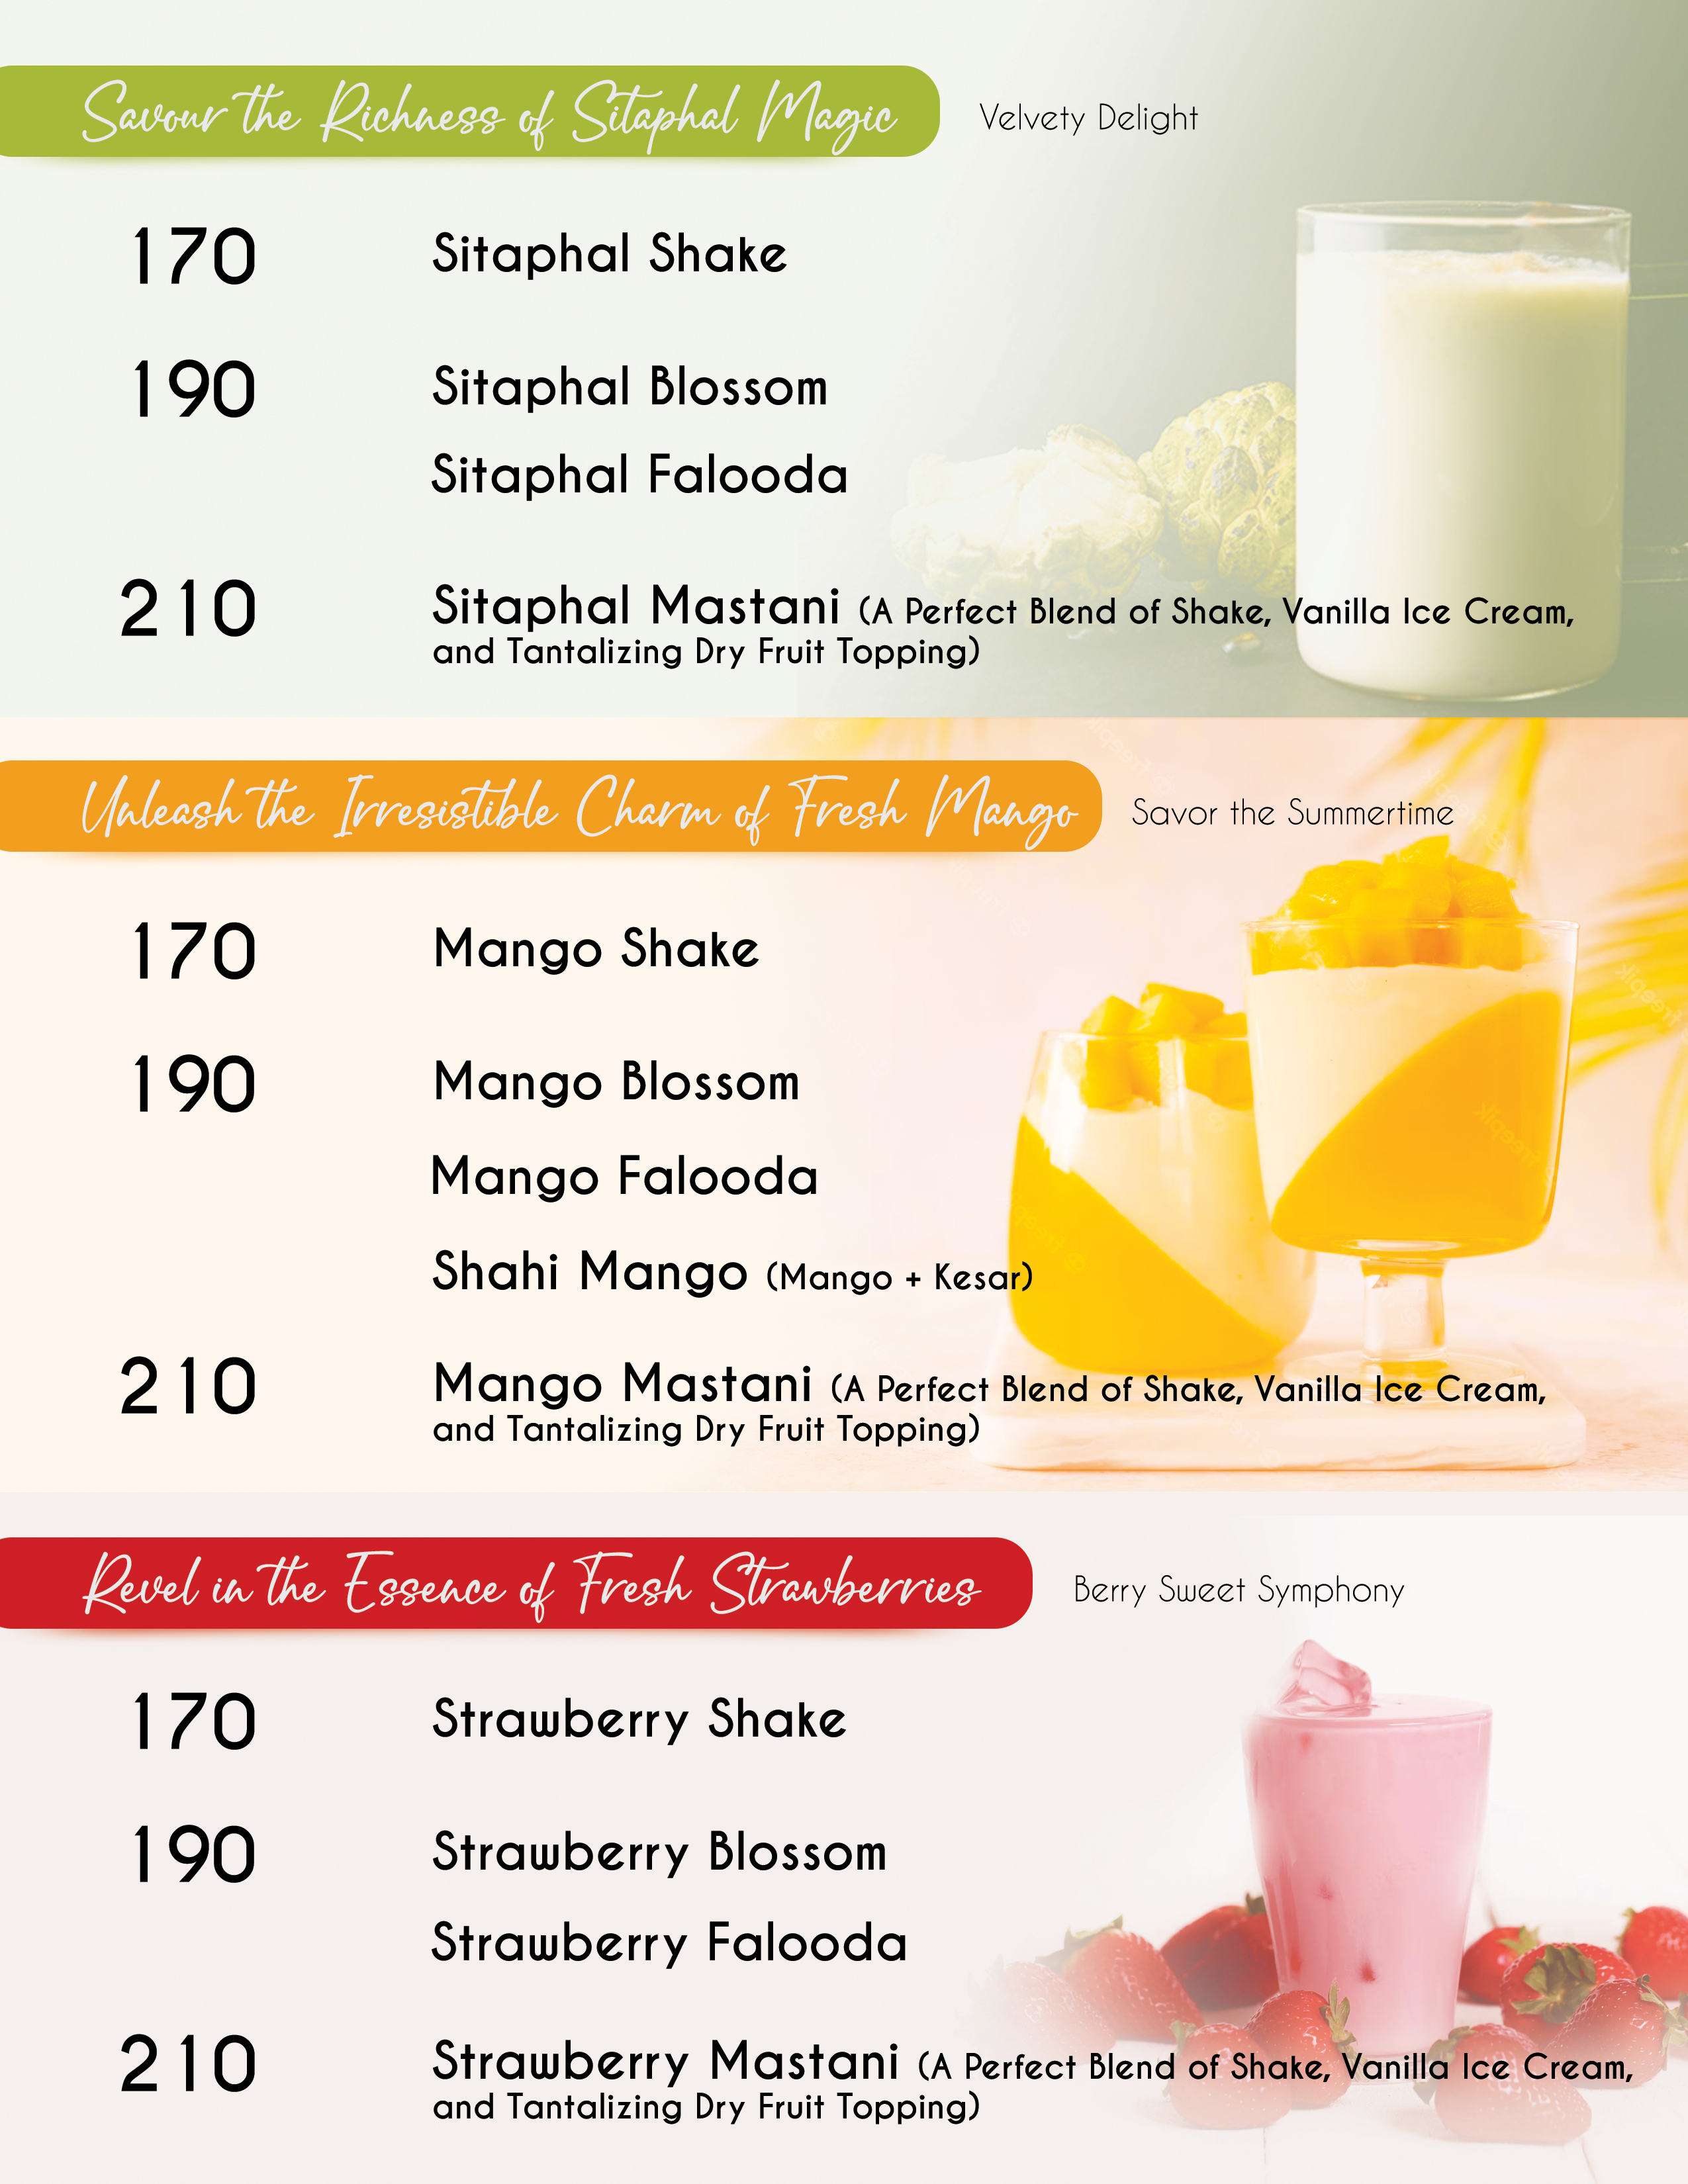 Savour the Richness of Sitaphal Magic
Velvety Delight
170 Sitaphal Shake
190 Sitaphal Blossom
Sitaphal Falooda
210 Sitaphal Mastani (A Perfect Blend of Shake, Vanilla Ice Cream,
and Tantalizing Dry Fruit Topping)
Unleash the Irresistible Charm of Fresh Mango
Savor the Summertime
170 Mango Shake
190 Mango Blossom
Mango Falooda
Shahi Mango (Mango + Kesar)
210 Mango Mastani (A Perfect Blend of Shake, Vanilla Ice Cream,
and Tantalizing Dry Fruit Topping)
Revel in the Essence of Fresh Strawberries
Berry Sweet Symphony
170 Strawberry Shake
190 Strawberry Blossom
Strawberry Falooda
210 Strawberry Mastani (A Perfect Blend of Shake, Vanilla Ice Cream,
and Tantalizing Dry Fruit Topping)